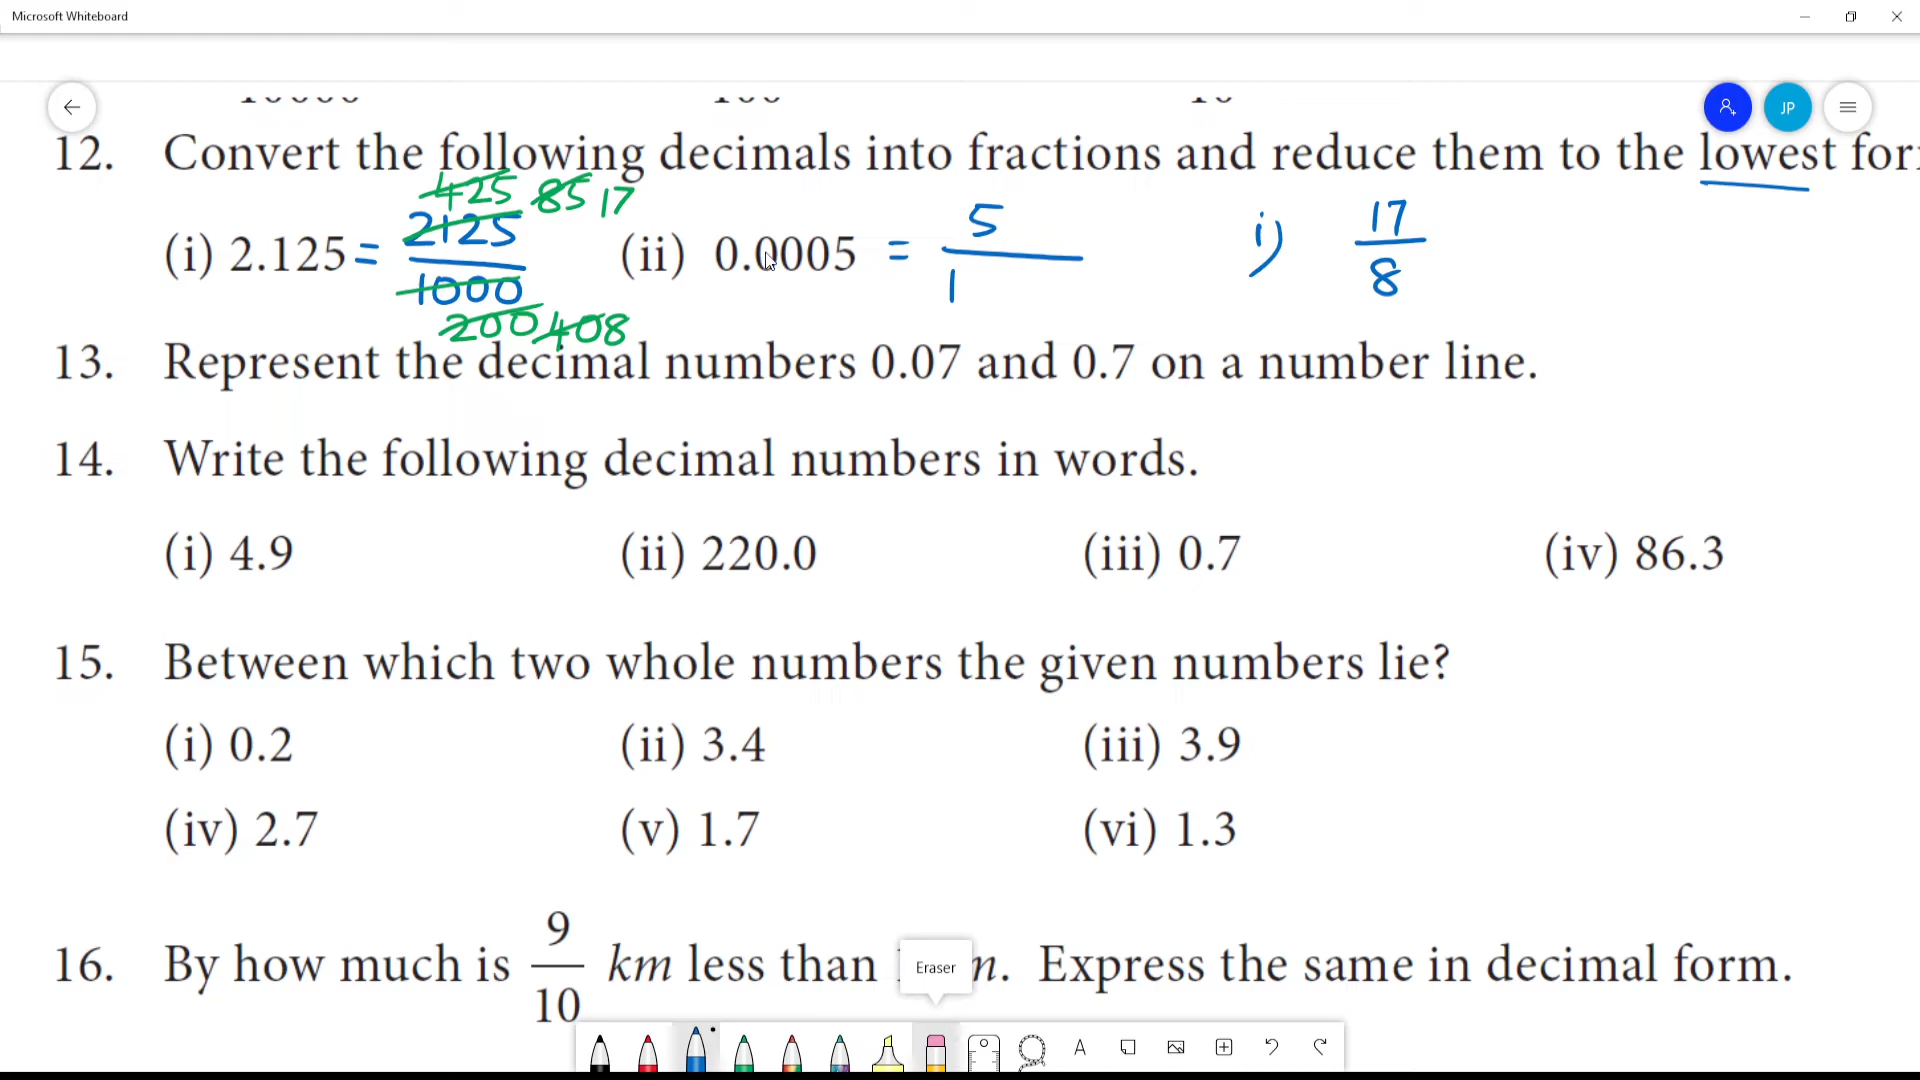 Microsoft Whiteboard
JP
12. Convert the following decimals into fractions and reduce them to the lowest for
425 85 17
(i) 2.125 = 2125 / 1000
200 40 8
(ii) 0.0005 = 5 / 1
i) 17 / 8
13. Represent the decimal numbers 0.07 and 0.7 on a number line.
14. Write the following decimal numbers in words.
(i) 4.9 (ii) 220.0 (iii) 0.7 (iv) 86.3
15. Between which two whole numbers the given numbers lie?
(i) 0.2 (ii) 3.4 (iii) 3.9
(iv) 2.7 (v) 1.7 (vi) 1.3
16. By how much is 9/10 km less than Express the same in decimal form.
Eraser
A